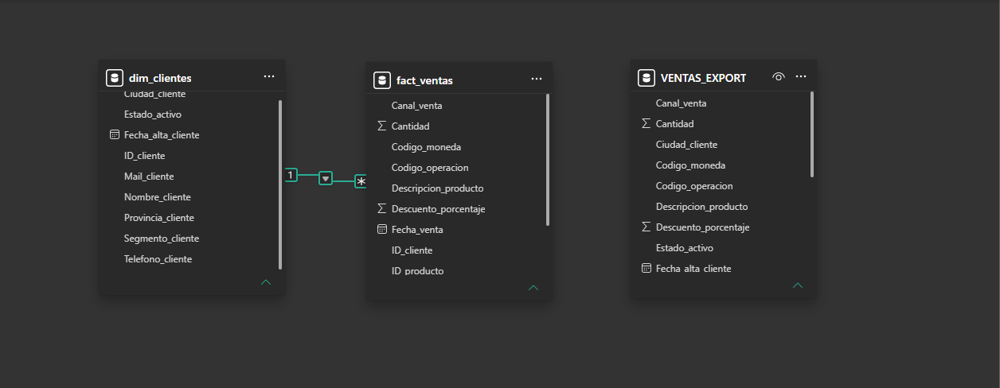 dim_clientes
Ciudad_cliente
Estado_activo
Fecha_alta_cliente
ID_cliente
Mail_cliente
Nombre_cliente
Provincia_cliente
Segmento_cliente
Telefono_cliente
1
*
fact_ventas
Canal_venta
Cantidad
Codigo_moneda
Codigo_operacion
Descripcion_producto
Descuento_porcentaje
Fecha_venta
ID_cliente
ID_producto
VENTAS_EXPORT
Canal_venta
Cantidad
Ciudad_cliente
Codigo_moneda
Codigo_operacion
Descripcion_producto
Descuento_porcentaje
Estado_activo
Fecha_alta_cliente